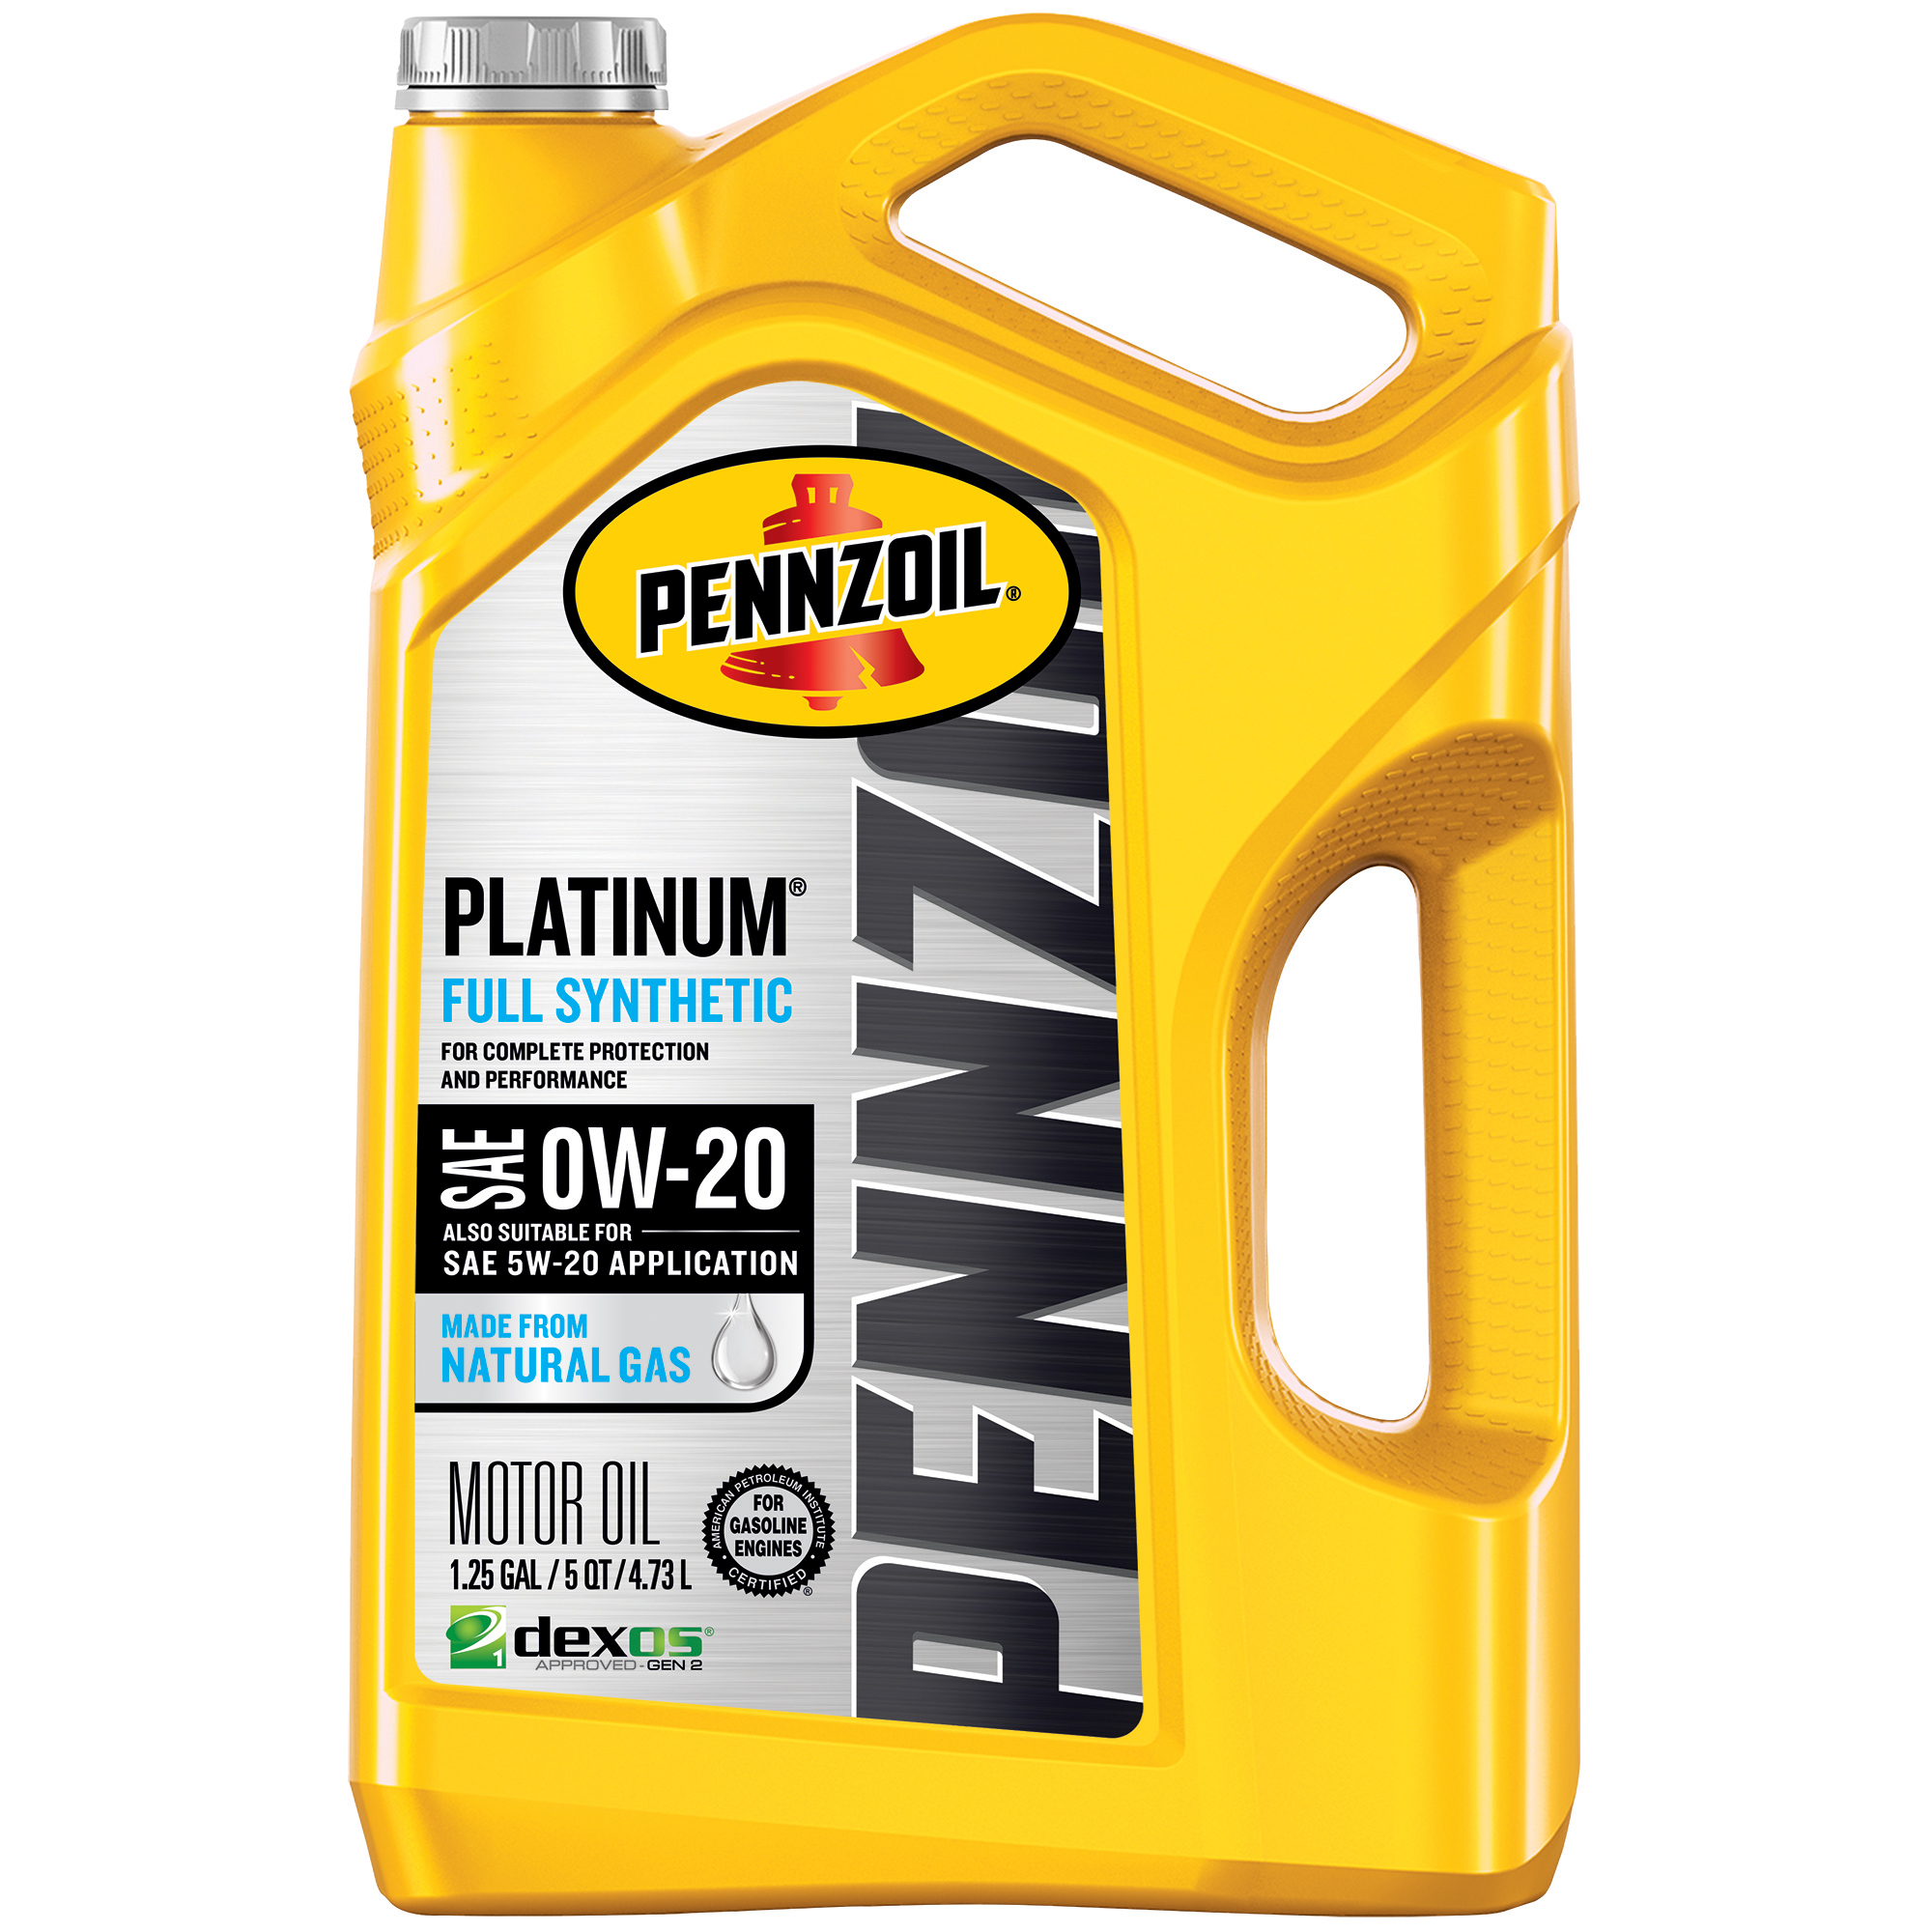 PENNZOIL®
PLATINUM®
FULL SYNTHETIC
FOR COMPLETE PROTECTION
AND PERFORMANCE
SAE 0W-20
ALSO SUITABLE FOR
SAE 5W-20 APPLICATION
MADE FROM
NATURAL GAS
MOTOR OIL
1.25 GAL / 5 QT / 4.73 L
AMERICAN PETROLEUM INSTITUTE
FOR
GASOLINE
ENGINES
CERTIFIED
®
1
dexos®
APPROVED-GEN 2
PENNZOIL